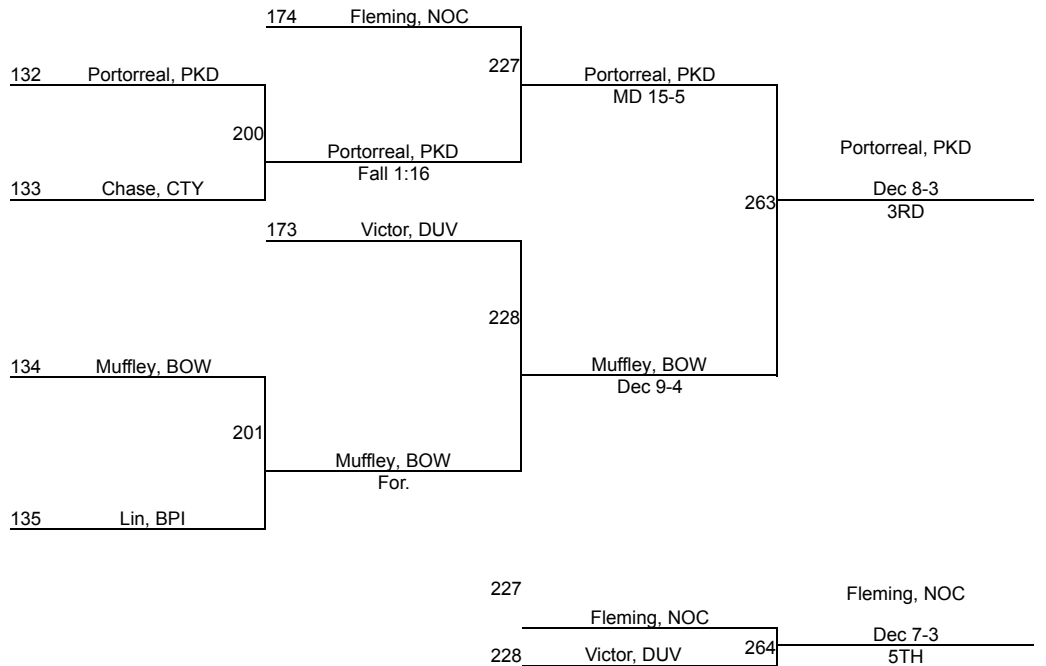 174 Fleming, NOC
132 Portorreal, PKD
227
Portorreal, PKD
MD 15-5
200
Portorreal, PKD
Fall 1:16
Portorreal, PKD
133 Chase, CTY
263
Dec 8-3
3RD
173 Victor, DUV
228
134 Muffley, BOW
Muffley, BOW
Dec 9-4
201
Muffley, BOW
For.
135 Lin, BPI
227
Fleming, NOC
Fleming, NOC
228 Victor, DUV
264
Dec 7-3
5TH